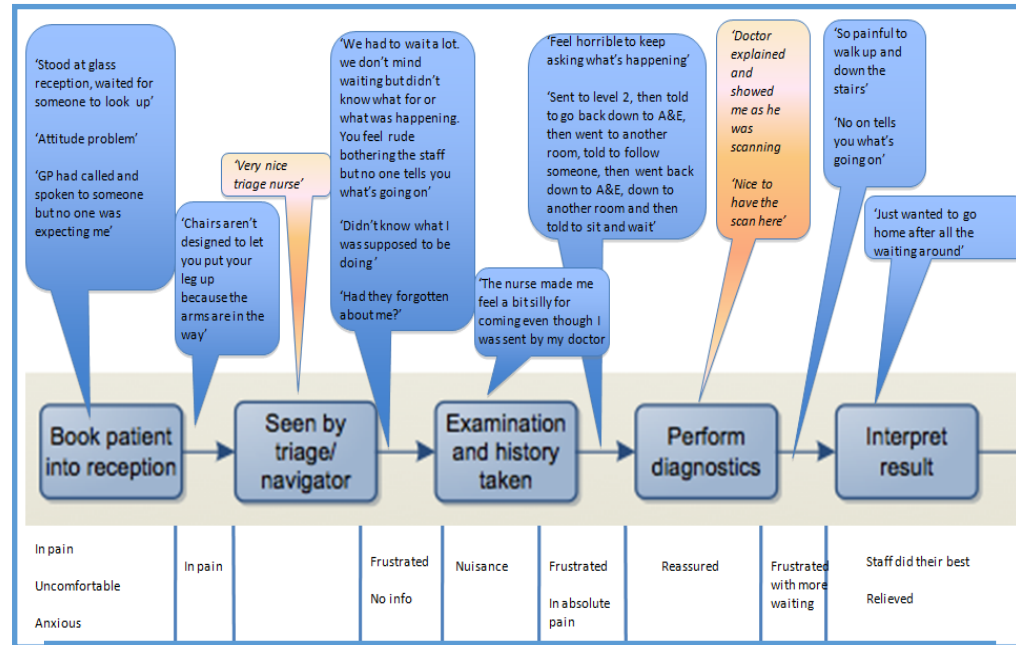 ‘Stood at glass
reception, waited for
someone to look up’
‘Attitude problem’
‘GP had called and
spoken to someone
but no one was
expecting me’
‘Chairs aren’t
designed to let
you put your
leg up
because the
arms are in the
way’
‘Very nice
triage nurse’
‘We had to wait a lot.
we don’t mind
waiting but didn’t
know what for or
what was happening.
You feel rude
bothering the staff
but no one tells you
what’s going on’
‘Didn’t know what I
was supposed to be
doing’
‘Had they forgotten
about me?’
‘The nurse made me
feel a bit silly for
coming even though I
was sent by my doctor
‘Feel horrible to keep
asking what’s happening’
‘Sent to level 2, then told
to go back down to A&E,
then went to another
room, told to follow
someone, then went back
down to A&E, down to
another room and then
told to sit and wait’
‘Doctor
explained
and
showed
me as he
was
scanning
‘Nice to
have the
scan here’
‘So painful to
walk up and
down the
stairs’
‘No on tells
you what’s
going on’
‘Just wanted to go
home after all the
waiting around’
Book patient
into reception
Seen by
triage/
navigator
Examination
and history
taken
Perform
diagnostics
Interpret
result
In pain
Uncomfortable
Anxious
In pain
Frustrated
No info
Nuisance
Frustrated
In absolute
pain
Reassured
Frustrated
with more
waiting
Staff did their best
Relieved